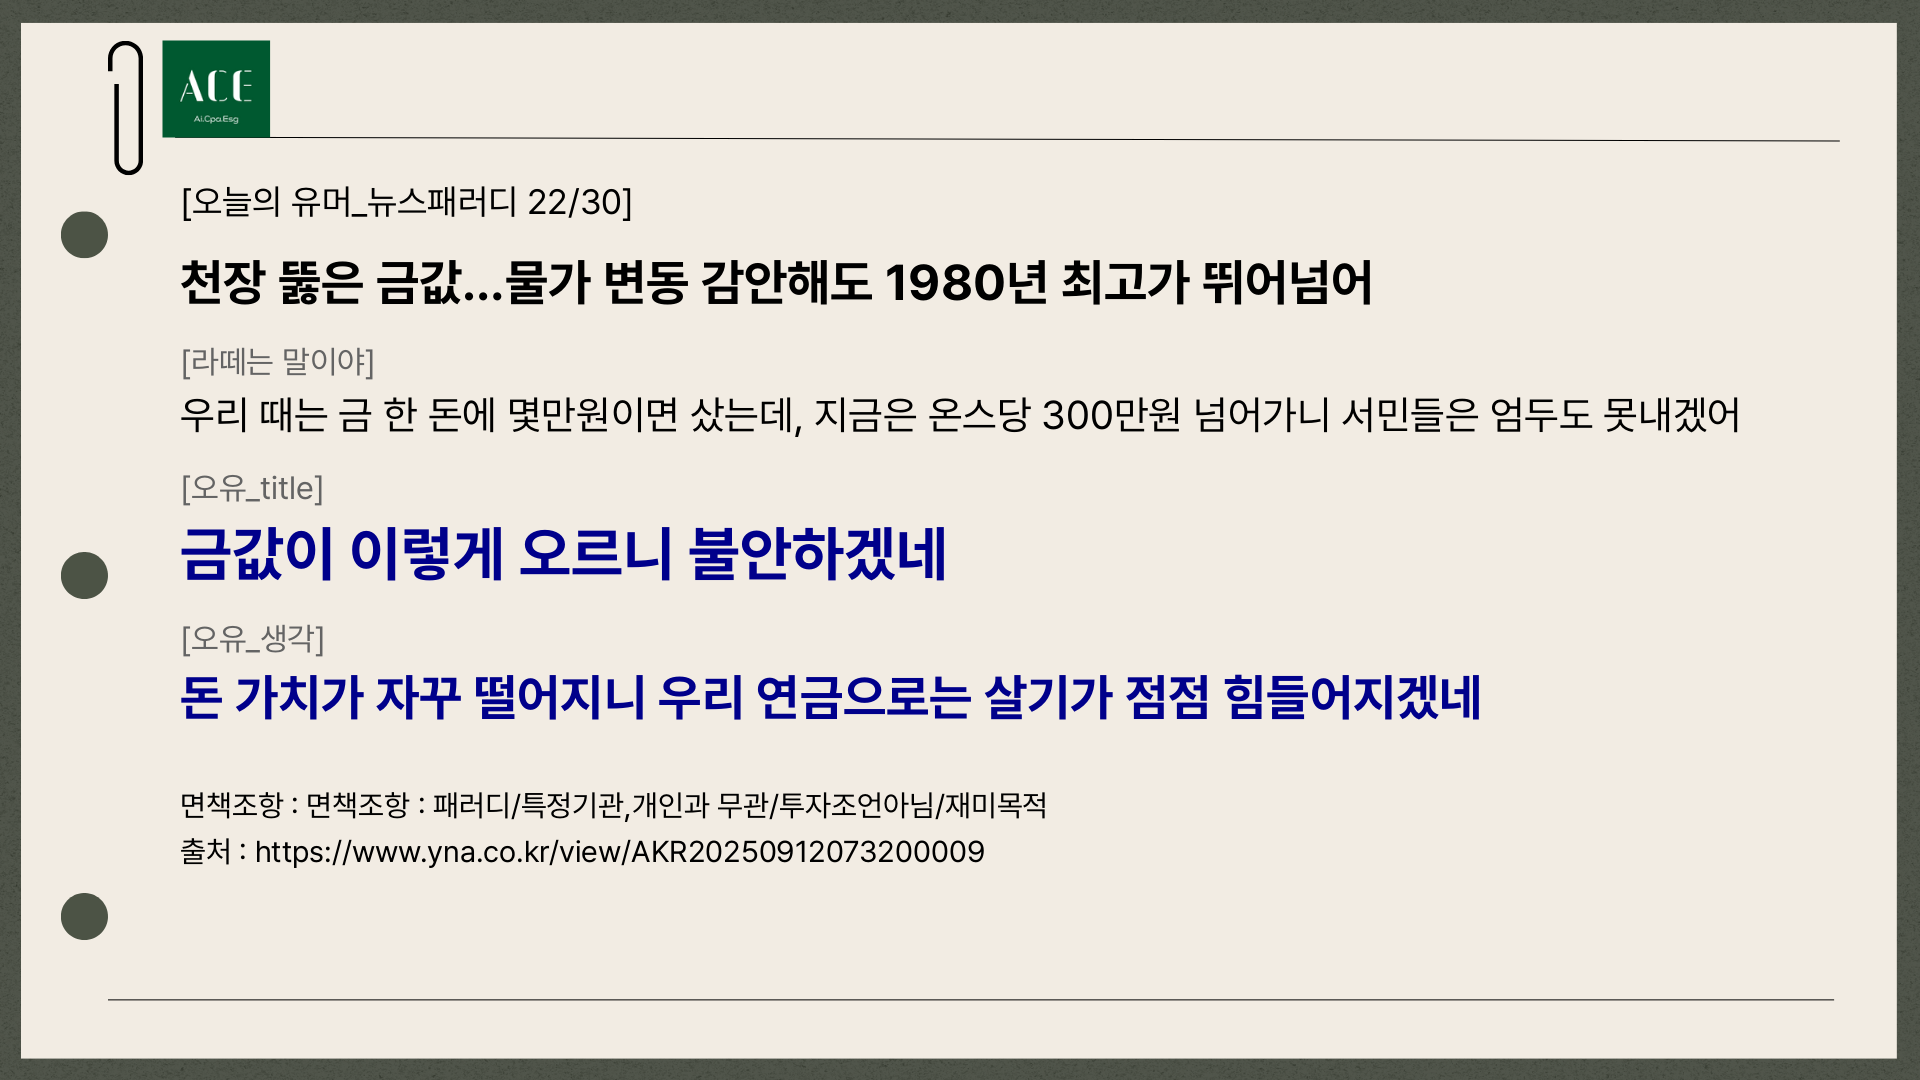 ACE
Ai.Cpa.Esg
[오늘의 유머_뉴스패러디 22/30]
천장 뚫은 금값...물가 변동 감안해도 1980년 최고가 뛰어넘어
[라떼는 말이야]
우리 때는 금 한 돈에 몇만원이면 샀는데, 지금은 온스당 300만원 넘어가니 서민들은 엄두도 못내겠어
[오유_title]
금값이 이렇게 오르니 불안하겠네
[오유_생각]
돈 가치가 자꾸 떨어지니 우리 연금으로는 살기가 점점 힘들어지겠네
면책조항 : 면책조항 : 패러디/특정기관,개인과 무관/투자조언아님/재미목적
출처 : https://www.yna.co.kr/view/AKR20250912073200009